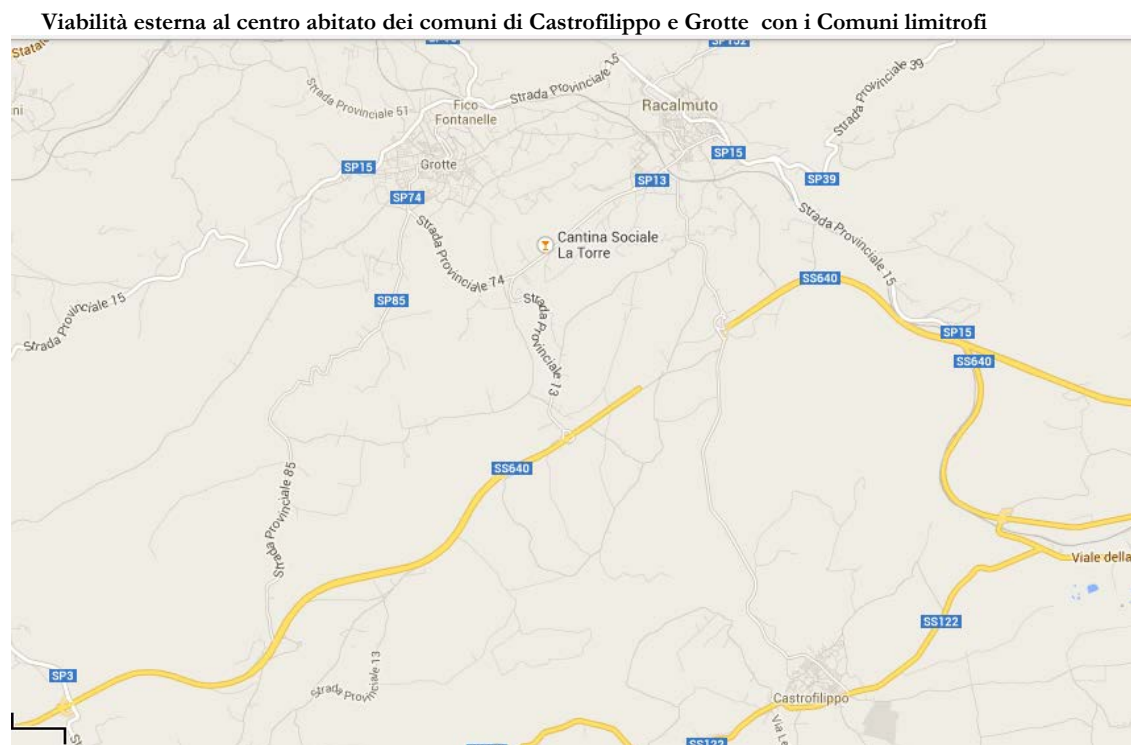 Viabilità esterna al centro abitato dei comuni di Castrofilippo e Grotte con i Comuni limitrofi
Strada Provinciale 15
Strada Provinciale 39
Strada Provinciale 51
Fico
Fontanelle
Racalmuto
Grotte
SP15
SP15
SP13
SP39
SP74
Strada Provinciale 74
Cantina Sociale
La Torre
Strada Provinciale 15
SS640
SP85
Strada Provinciale 15
Strada Provinciale 13
SP15
SS640
SS640
Strada Provinciale 85
Viale della
SS122
SP3
Strada Provinciale 13
Castrofilippo
SS122